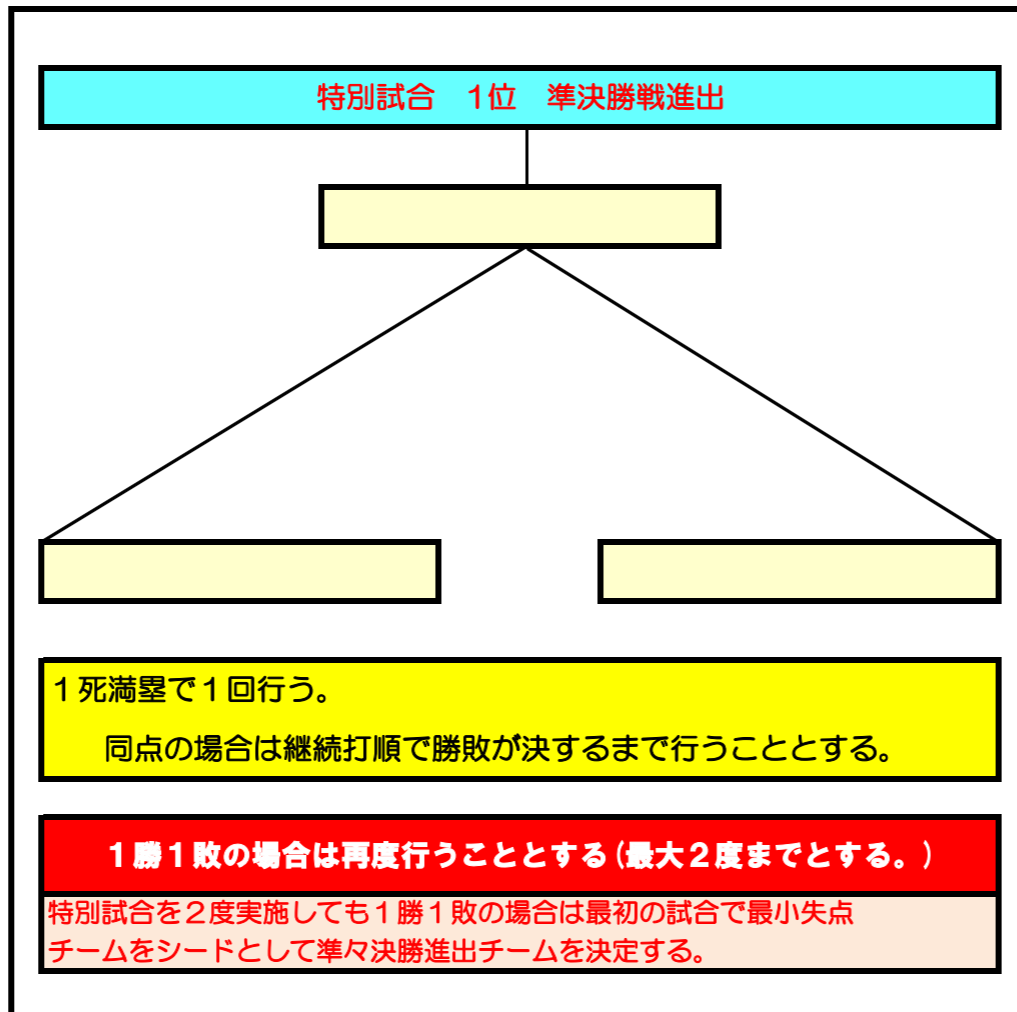 特別試合　1位　準決勝戦進出
１死満塁で１回行う。
同点の場合は継続打順で勝敗が決するまで行うこととする。
１勝１敗の場合は再度行うこととする(最大２度までとする。)
特別試合を２度実施しても１勝１敗の場合は最初の試合で最小失点
チームをシードとして準々決勝進出チームを決定する。